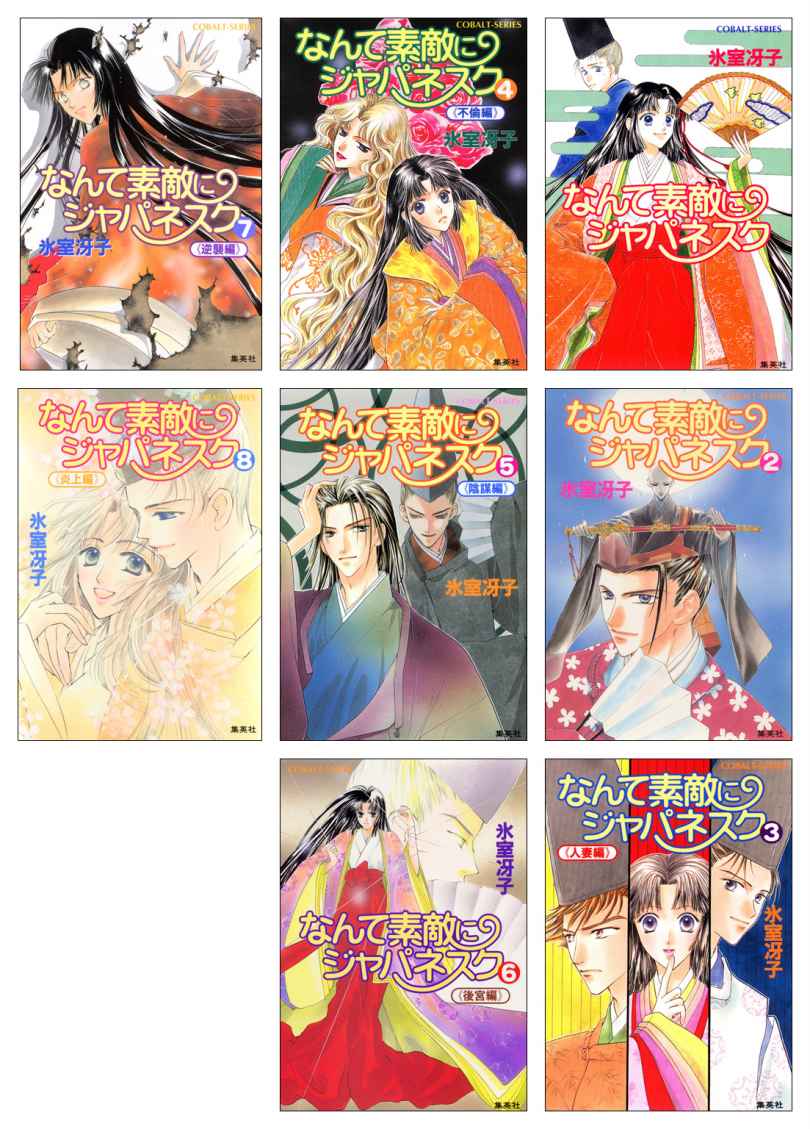 COBALT-SERIES
氷室冴子
なんて素敵に
ジャパネスク
集英社
COBALT-SERIES
なんて素敵に
ジャパネスク2
氷室冴子
集英社
COBALT-SERIES
なんて素敵に
ジャパネスク3
〈人妻編〉
氷室冴子
集英社
COBALT-SERIES
なんて素敵に
ジャパネスク4
〈不倫編〉
氷室冴子
集英社
COBALT-SERIES
なんて素敵に
ジャパネスク5
〈陰謀編〉
氷室冴子
集英社
COBALT-SERIES
氷室冴子
なんて素敵に
ジャパネスク6
〈後宮編〉
集英社
COBALT-SERIES
なんて素敵に
ジャパネスク7
氷室冴子
〈逆襲編〉
集英社
COBALT-SERIES
なんて素敵に
ジャパネスク8
〈炎上編〉
氷室冴子
集英社